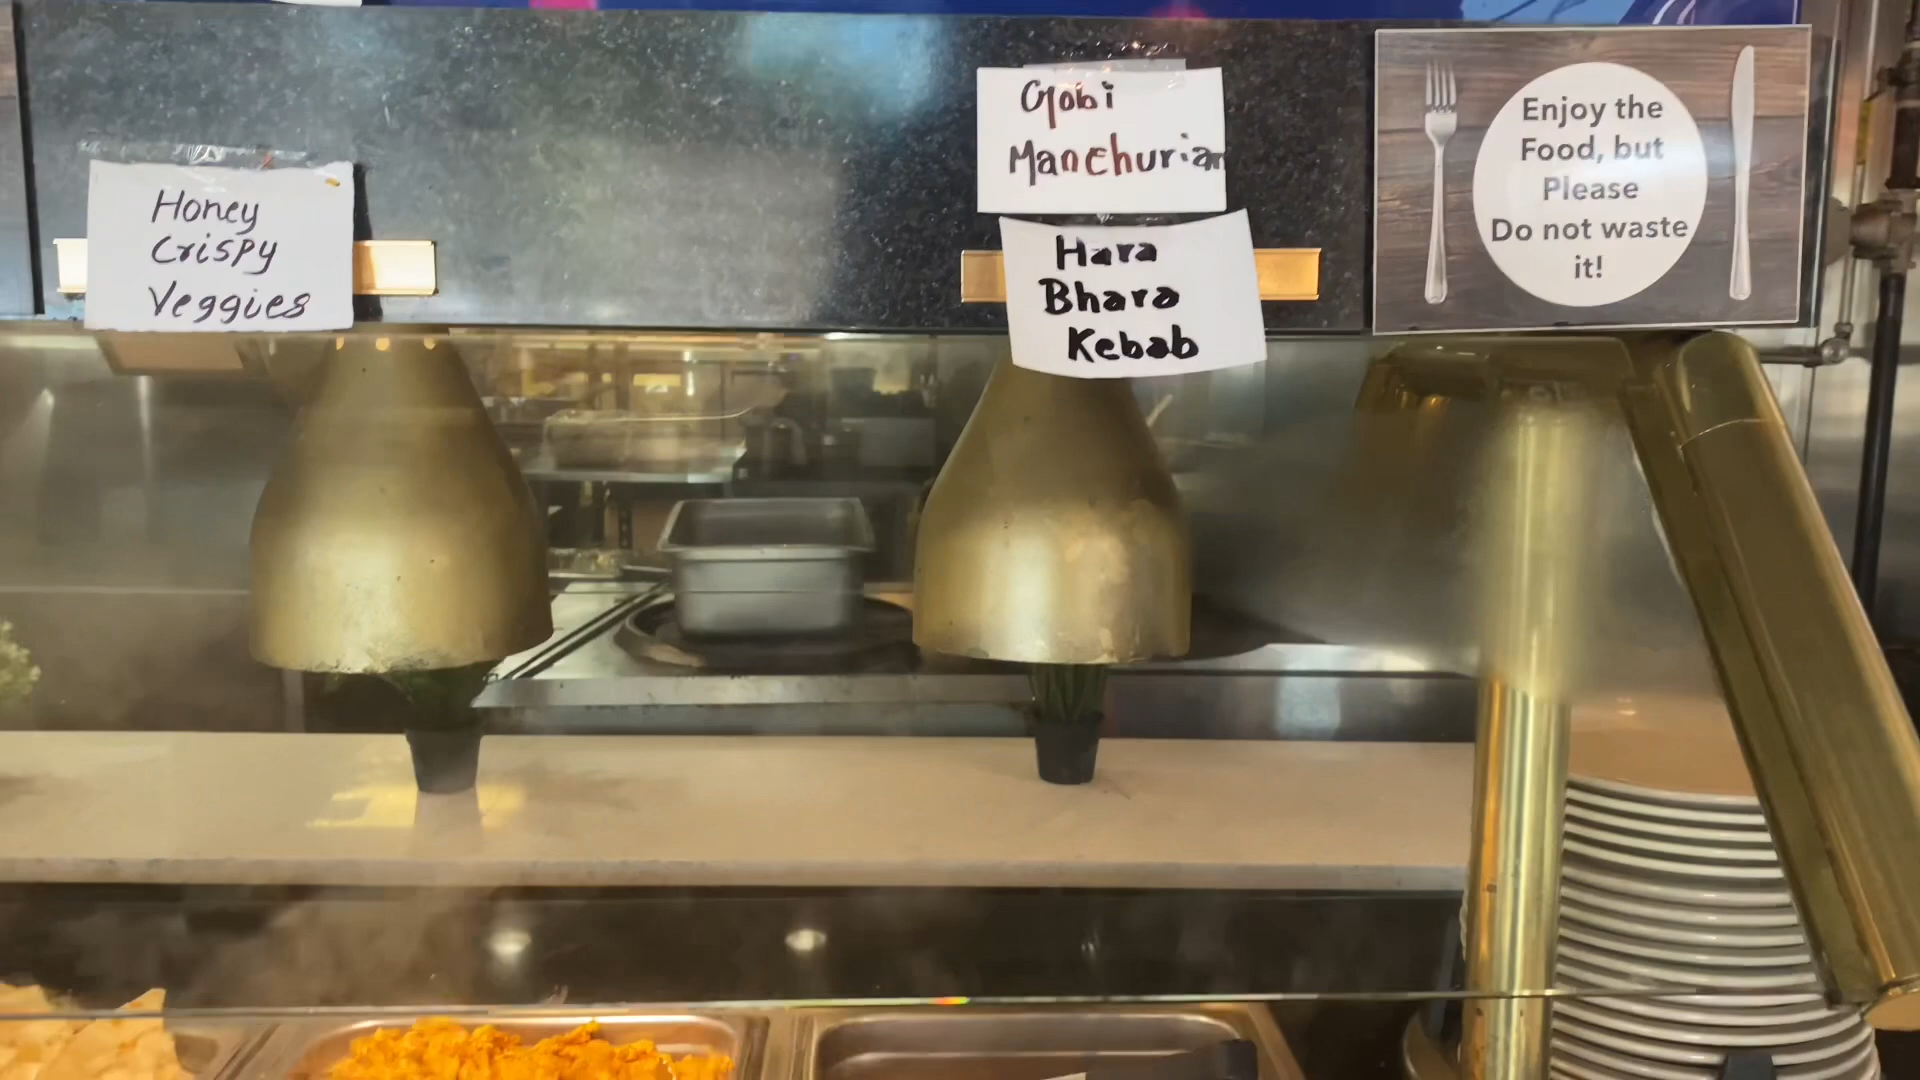 Honey
Crispy
Veggies
Gobi
Manchurian
Hara
Bhara
Kebab
Enjoy the
Food, but
Please
Do not waste
it!